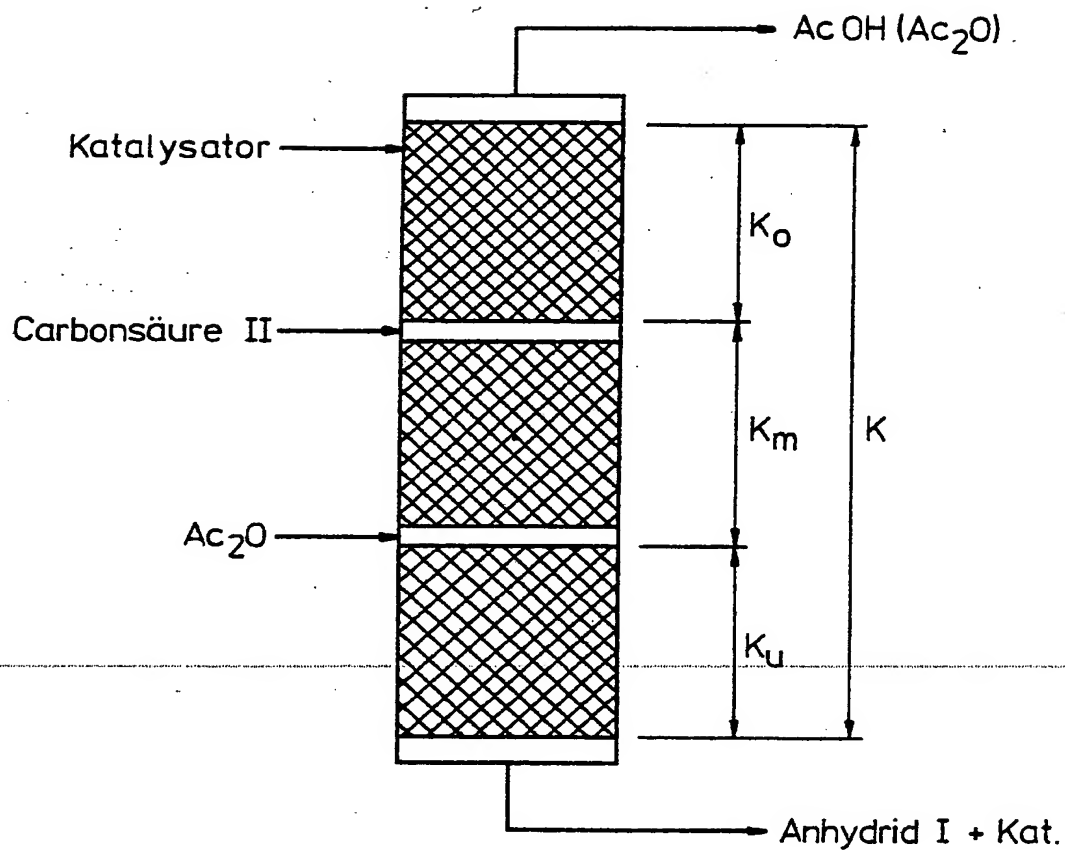 AcOH (Ac₂O)
Katalysator
Kₒ
Carbonsäure II
Kₘ
K
Ac₂O
Kᵤ
Anhydrid I + Kat.